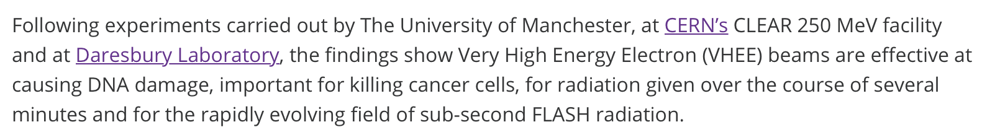 Following experiments carried out by The University of Manchester, at CERN’s CLEAR 250 MeV facility
and at Daresbury Laboratory, the findings show Very High Energy Electron (VHEE) beams are effective at
causing DNA damage, important for killing cancer cells, for radiation given over the course of several
minutes and for the rapidly evolving field of sub-second FLASH radiation.